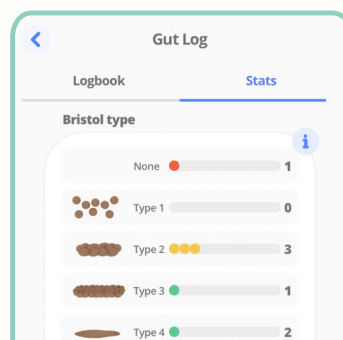 Gut Log
Logbook Stats
Bristol type
i
None 1
Type 1 0
Type 2 3
Type 3 1
Type 4 2